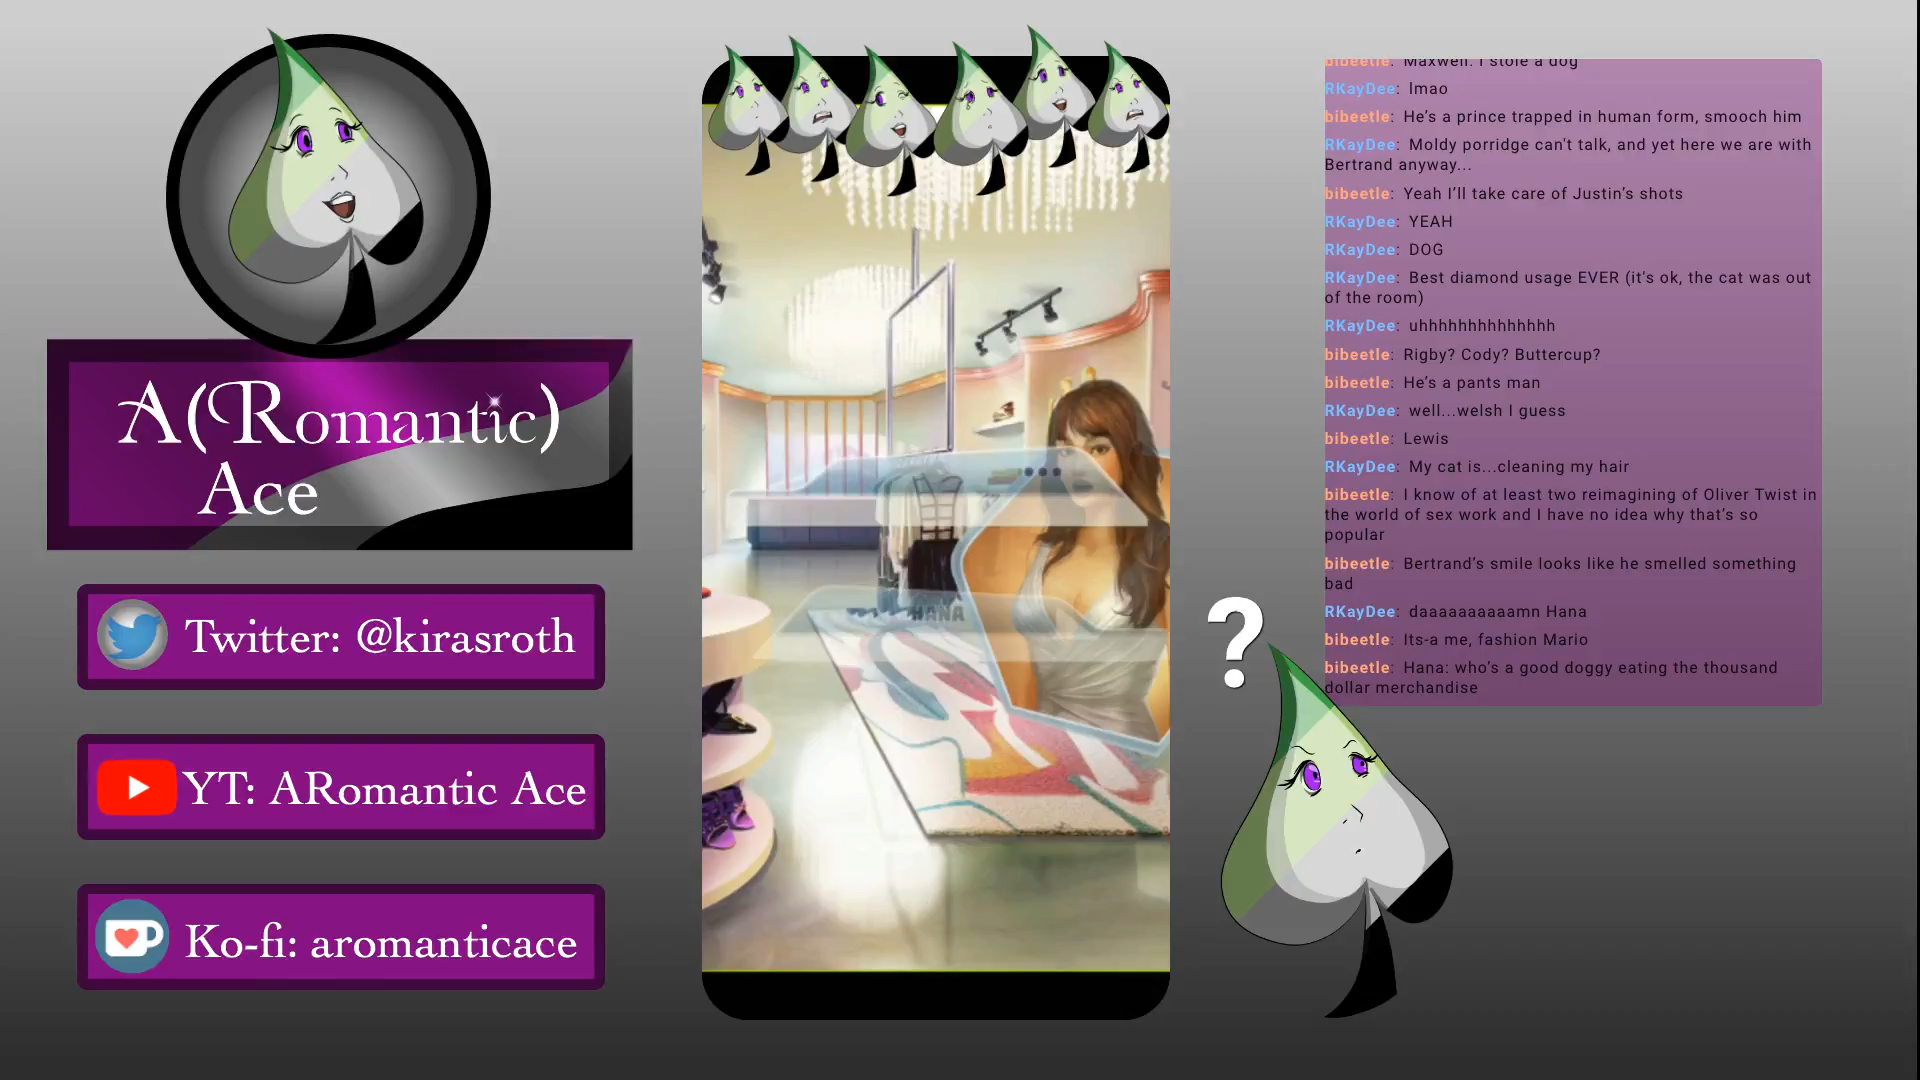 A(Romantic)
Ace
Twitter: @kirasroth
YT: ARomantic Ace
Ko-fi: aromanticace
HANA
?
bibeetle: Maxwell: I stole a dog
RKayDee: lmao
bibeetle: He's a prince trapped in human form, smooch him
RKayDee: Moldy porridge can't talk, and yet here we are with
Bertrand anyway...
bibeetle: Yeah I'll take care of Justin's shots
RKayDee: YEAH
RKayDee: DOG
RKayDee: Best diamond usage EVER (it's ok, the cat was out
of the room)
RKayDee: uhhhhhhhhhhhhhh
bibeetle: Rigby? Cody? Buttercup?
bibeetle: He's a pants man
RKayDee: well...welsh I guess
bibeetle: Lewis
RKayDee: My cat is...cleaning my hair
bibeetle: I know of at least two reimagining of Oliver Twist in
the world of sex work and I have no idea why that's so
popular
bibeetle: Bertrand's smile looks like he smelled something
bad
RKayDee: daaaaaaaaaamn Hana
bibeetle: Its-a me, fashion Mario
bibeetle: Hana: who's a good doggy eating the thousand
dollar merchandise